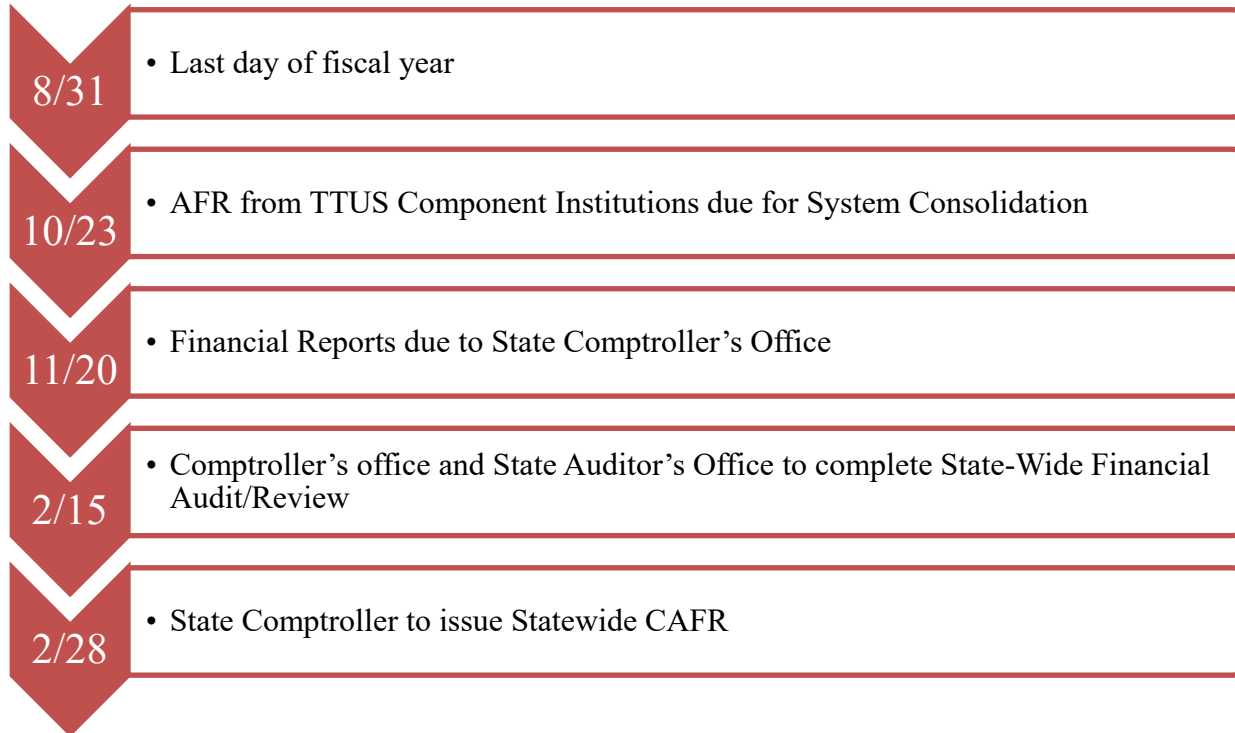 8/31
• Last day of fiscal year
10/23
• AFR from TTUS Component Institutions due for System Consolidation
11/20
• Financial Reports due to State Comptroller’s Office
2/15
• Comptroller’s office and State Auditor’s Office to complete State-Wide Financial
Audit/Review
2/28
• State Comptroller to issue Statewide CAFR